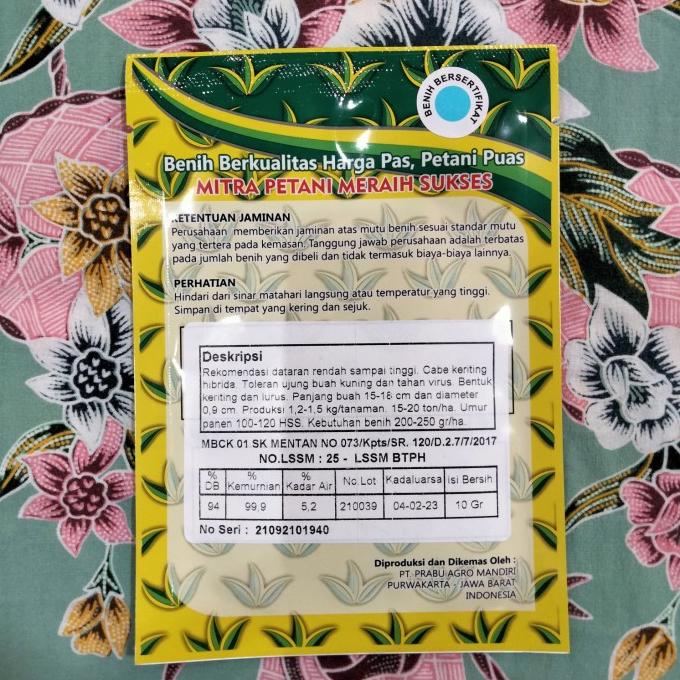 BENIH BERSERTIFIKAT
Benih Berkualitas Harga Pas, Petani Puas
MITRA PETANI MERAIH SUKSES
KETENTUAN JAMINAN
Perusahaan memberikan jaminan atas mutu benih sesuai standar mutu
yang tertera pada kemasan. Tanggung jawab perusahaan adalah terbatas
pada jumlah benih yang dibeli dan tidak termasuk biaya-biaya lainnya.
PERHATIAN
Hindari dari sinar matahari langsung atau temperatur yang tinggi.
Simpan di tempat yang kering dan sejuk.
Deskripsi
Rekomendasi dataran rendah sampai tinggi. Cabe keriting
hibrida. Toleran ujung buah kuning dan tahan virus. Bentuk
keriting dan lurus. Panjang buah 15-16 cm dan diameter
0,9 cm. Produksi 1,2-1,5 kg/tanaman. 15-20 ton/ha. Umur
panen 100-120 HSS. Kebutuhan benih 200-250 gr/ha.
MBCK 01 SK MENTAN NO 073/Kpts/SR. 120/D.2.7/7/2017
NO.LSSM : 25 - LSSM BTPH
% DB % Kemurnian % Kadar Air No.Lot Kadaluarsa Isi Bersih
94 99,9 5,2 210039 04-02-23 10 Gr
No Seri : 21092101940
Diproduksi dan Dikemas Oleh :
PT. PRABU AGRO MANDIRI
PURWAKARTA - JAWA BARAT
INDONESIA